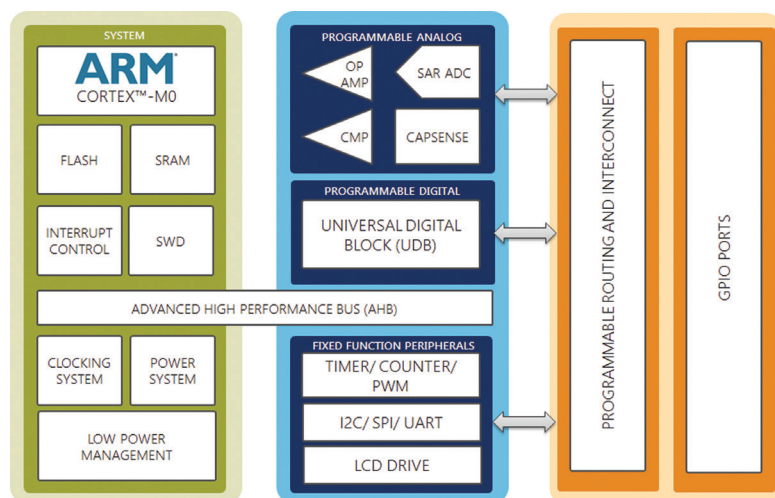 SYSTEM
ARM®
CORTEX™-M0
FLASH
SRAM
INTERRUPT
CONTROL
SWD
ADVANCED HIGH PERFORMANCE BUS (AHB)
CLOCKING
SYSTEM
POWER
SYSTEM
LOW POWER
MANAGEMENT
PROGRAMMABLE ANALOG
OP
AMP
SAR ADC
CMP
CAPSENSE
PROGRAMMABLE DIGITAL
UNIVERSAL DIGITAL
BLOCK (UDB)
FIXED FUNCTION PERIPHERALS
TIMER/ COUNTER/
PWM
I2C/ SPI/ UART
LCD DRIVE
PROGRAMMABLE ROUTING AND INTERCONNECT
GPIO PORTS